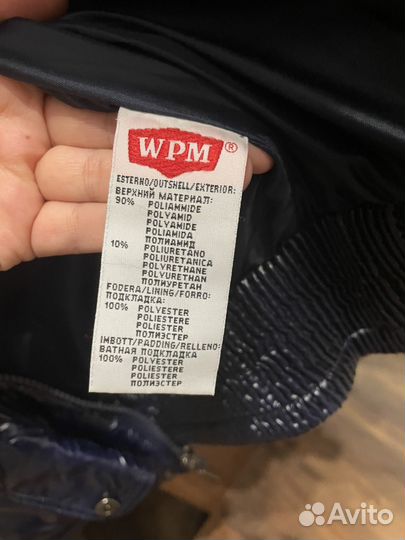 WPM ®
ESTERNO/OUTSHELL/EXTERIOR:
ВЕРХНИЙ МАТЕРИАЛ:
90% POLIAMMIDE
POLYAMID
POLYAMIDE
POLIAMIDA
ПОЛИАМИД
10% POLIURETANO
POLIURETANICA
POLYRETHANE
POLYURETHAN
ПОЛИУРЕТАН
FODERA/LINING/FORRO:
ПОДКЛАДКА:
100% POLYESTER
POLIESTERE
POLIESTER
ПОЛИЭСТЕР
IMBOTT/PADDING/RELLENO:
ВАТНАЯ ПОДКЛАДКА
100% POLYESTER
POLIESTERE
POLIESTER
ПОЛИЭСТЕР
Avito